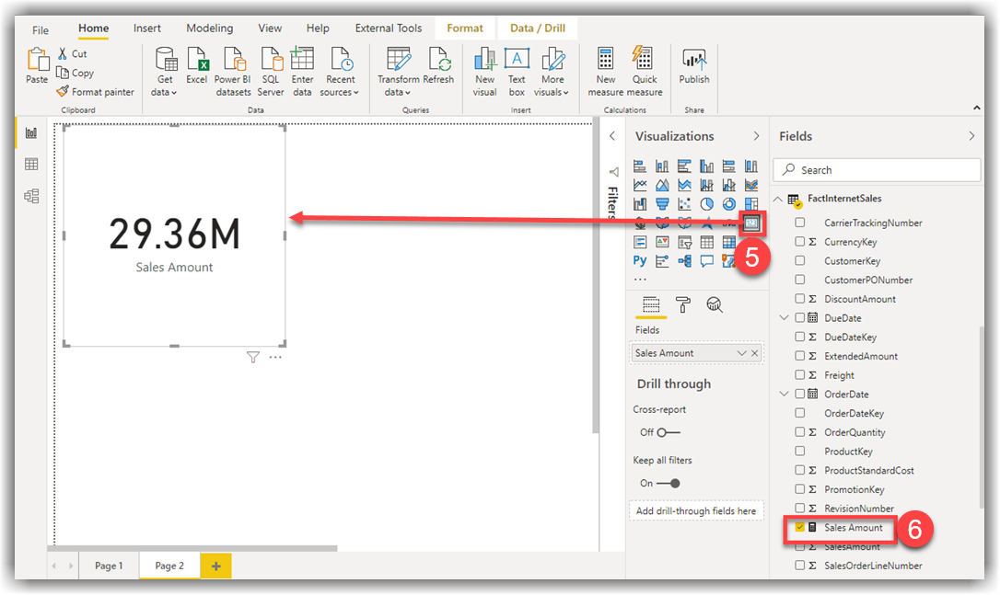 File Home Insert Modeling View Help External Tools Format Data / Drill
Paste
Cut
Copy
Format painter
Clipboard
Get data
Excel
Power BI datasets
SQL Server
Enter data
Recent sources
Data
Transform data
Refresh
Queries
New visual
Text box
More visuals
Insert
New measure
Quick measure
Calculations
Publish
Share
29.36M
Sales Amount
Filters
Visualizations
Py
5
Fields
Sales Amount
Drill through
Cross-report
Off
Keep all filters
On
Add drill-through fields here
Fields
Search
FactInternetSales
CarrierTrackingNumber
CurrencyKey
CustomerKey
CustomerPONumber
DiscountAmount
DueDate
DueDateKey
ExtendedAmount
Freight
OrderDate
OrderDateKey
OrderQuantity
ProductKey
ProductStandardCost
PromotionKey
RevisionNumber
Sales Amount
6
SalesAmount
SalesOrderLineNumber
Page 1 Page 2 +